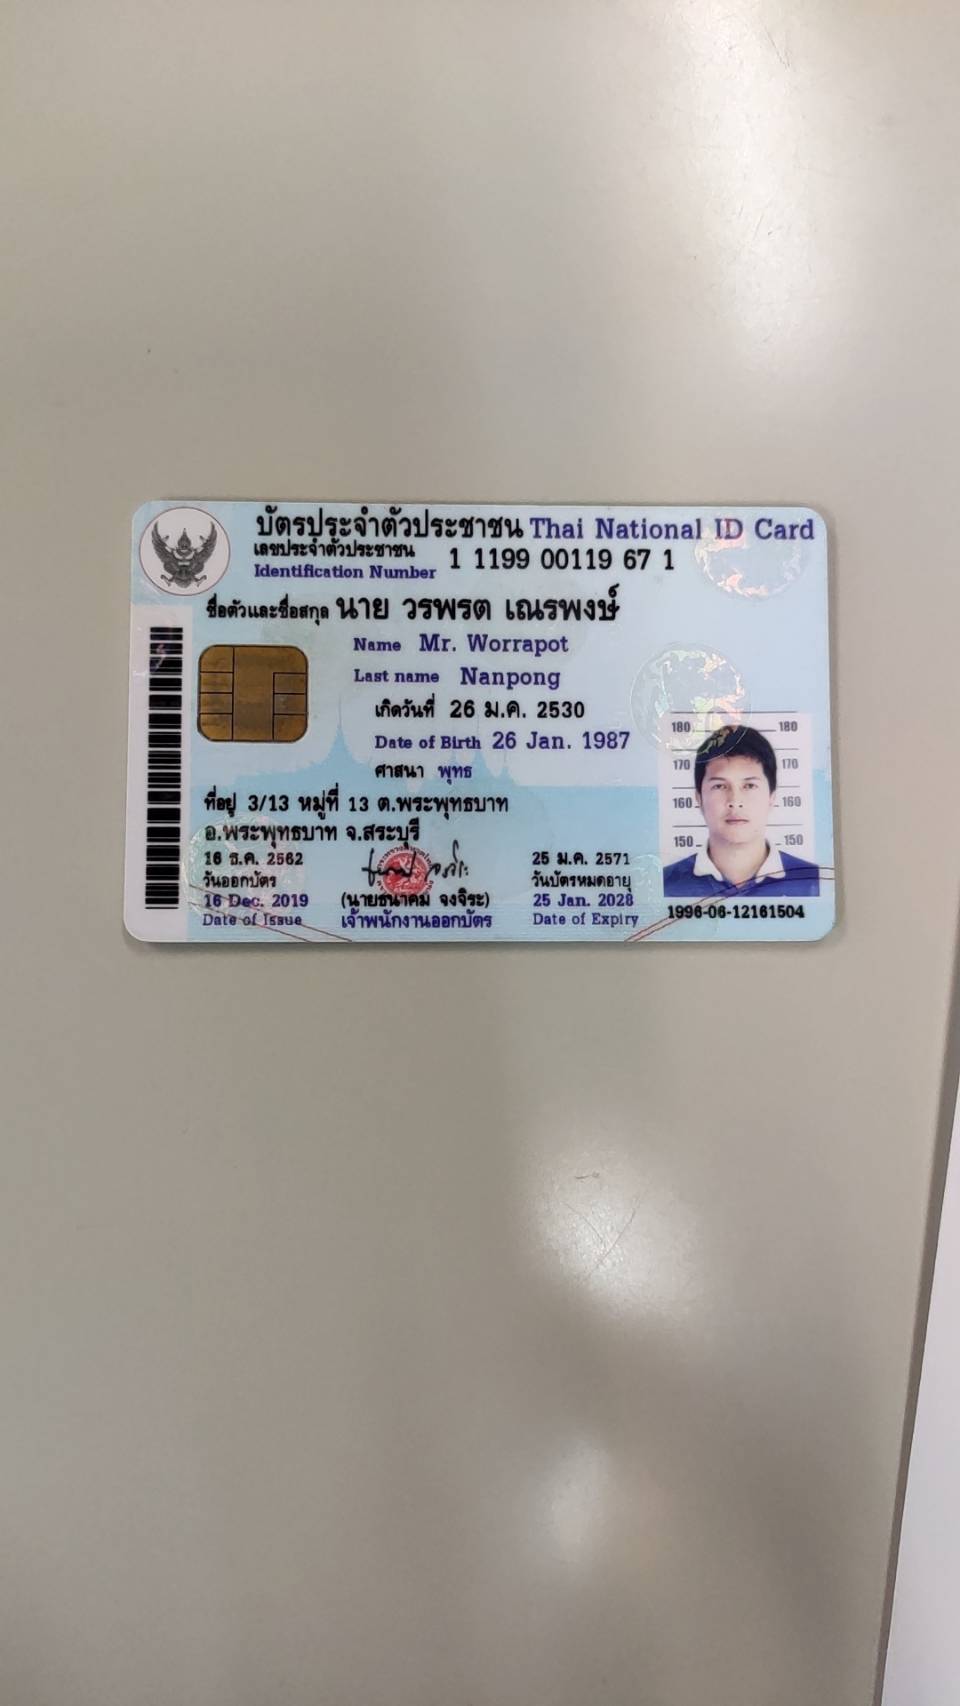 บัตรประจำตัวประชาชน Thai National ID Card
เลขประจำตัวประชาชน
Identification Number 1 1199 00119 67 1
ชื่อตัวและชื่อสกุล นาย วรพรต เณรพงษ์
Name Mr. Worrapot
Last name Nanpong
เกิดวันที่ 26 ม.ค. 2530
Date of Birth 26 Jan. 1987
ศาสนา พุทธ
ที่อยู่ 3/13 หมู่ที่ 13 ต.พระพุทธบาท
อ.พระพุทธบาท จ.สระบุรี
16 ธ.ค. 2562
วันออกบัตร
16 Dec. 2019
Date of Issue
(นายธนาคม จงจิระ)
เจ้าพนักงานออกบัตร
25 ม.ค. 2571
วันบัตรหมดอายุ
25 Jan. 2028
Date of Expiry
180 180
170 170
160 160
150 150
1996-06-12161504